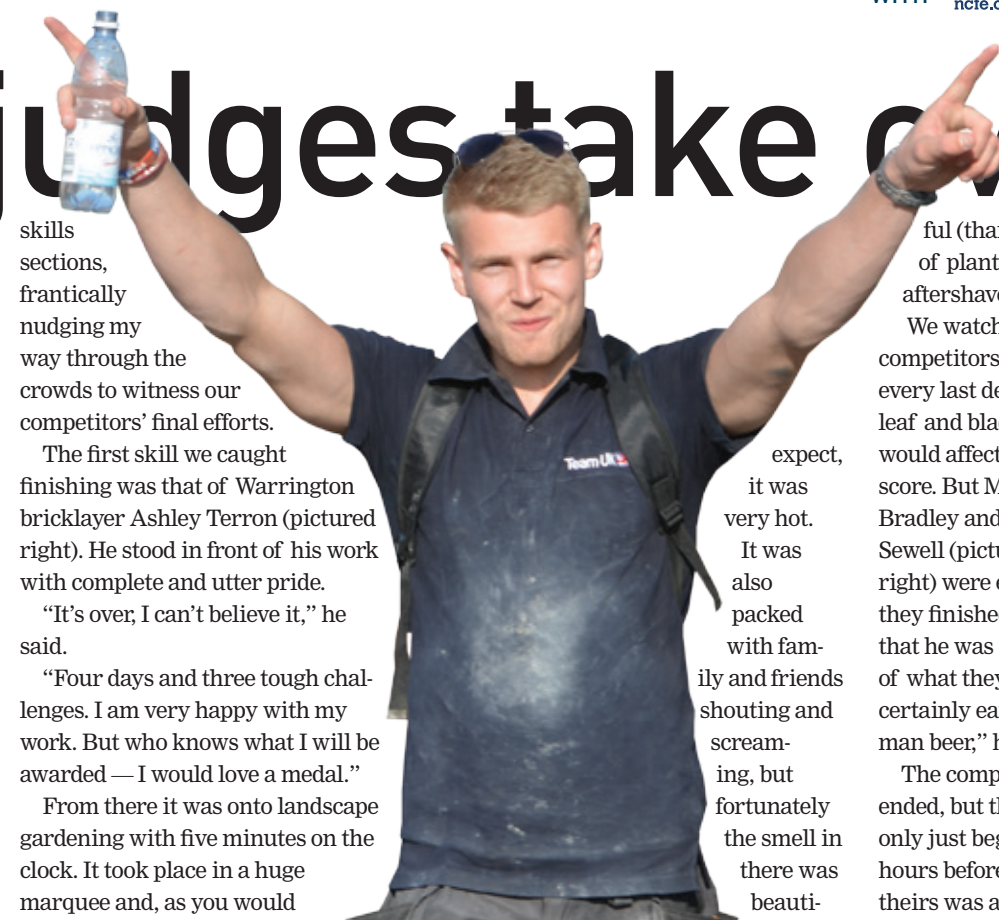 ncfe.c
judges take ov
skills
sections,
frantically
nudging my
way through the
crowds to witness our
competitors’ final efforts.
The first skill we caught
finishing was that of Warrington
bricklayer Ashley Terron (pictured
right). He stood in front of his work
with complete and utter pride.
“It’s over, I can’t believe it,” he
said.
“Four days and three tough chal-
lenges. I am very happy with my
work. But who knows what I will be
awarded — I would love a medal.”
From there it was onto landscape
gardening with five minutes on the
clock. It took place in a huge
marquee and, as you would
Team UK
expect,
it was
very hot.
It was
also
packed
with fam-
ily and friends
shouting and
scream-
ing, but
fortunately
the smell in
there was
beauti-
ful (than
of plant
aftershave
We watch
competitors
every last de
leaf and blad
would affect
score. But M
Bradley and
Sewell (pictu
right) were e
they finished
that he was
of what they
certainly ea
man beer,” h
The comp
ended, but th
only just beg
hours before
theirs was a